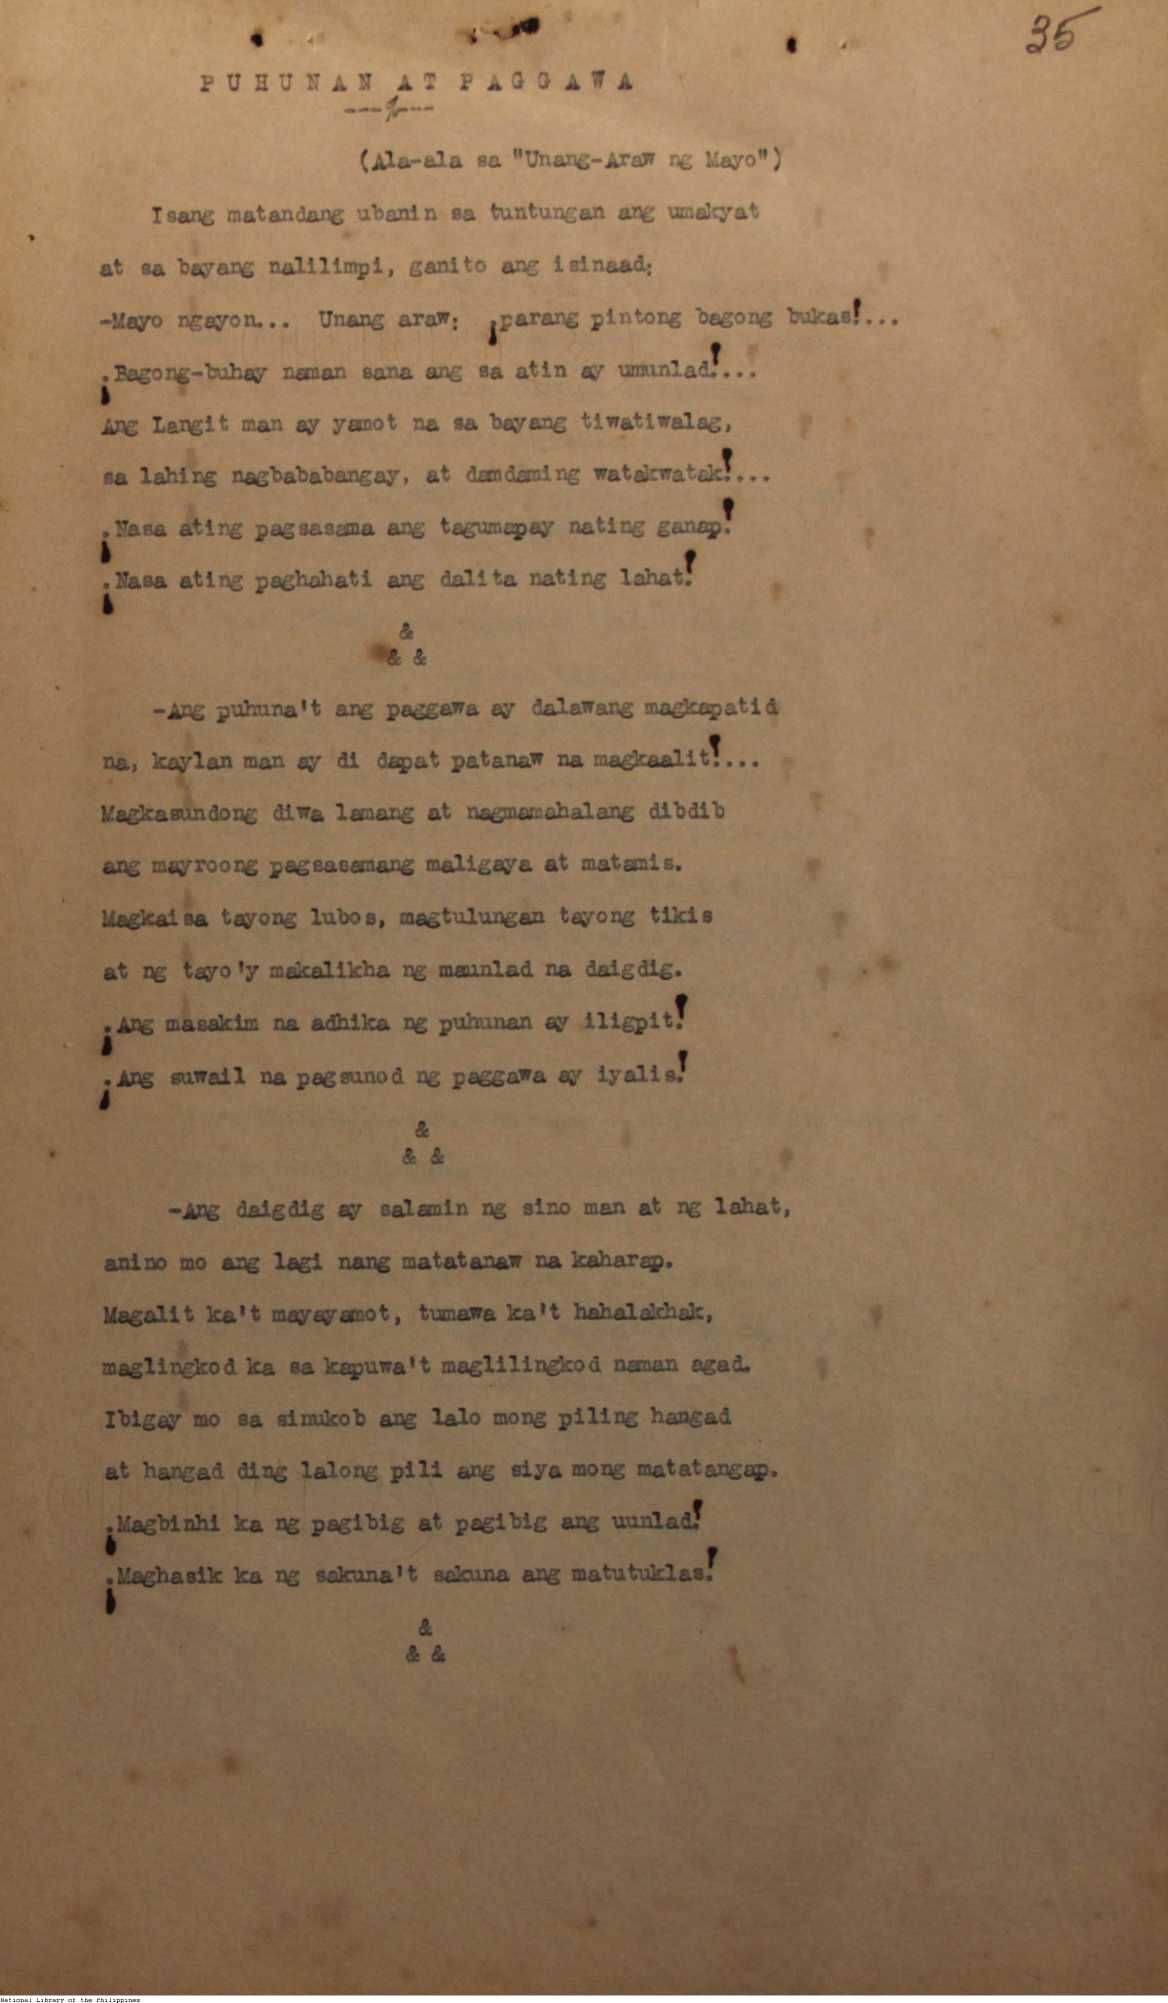 35
PUHUNAN AT PAGGAWA
-------
(Ala-ala sa "Unang-Araw ng Mayo")
Isang matandang ubanin sa tuntungan ang umakyat
at sa bayang nalilimpi, ganito ang isinaad:
-Mayo ngayon... Unang araw: ¡parang pintong bagong bukas!...
¡Bagong-buhay naman sana ang sa atin ay umunlad!...
Ang Langit man ay yamot na sa bayang tiwatiwalag,
sa lahing nagbababangay, at damdaming watakwatak!...
¡Nasa ating pagsasama ang tagumapay nating ganap!
¡Nasa ating paghahati ang dalita nating lahat!
&
& &
-Ang puhuna't ang paggawa ay dalawang magkapatid
na, kaylan man ay di dapat patanaw na magkaalit!...
Magkasundong diwa lamang at nagmamahalang dibdib
ang mayroong pagsasamang maligaya at matamis.
Magkaisa tayong lubos, magtulungan tayong tikis
at ng tayo'y makalikha ng maunlad na daigdig.
¡Ang masakim na adhika ng puhunan ay iligpit!
¡Ang suwail na pagsunod ng paggawa ay iyalis!
&
& &
-Ang daigdig ay salamin ng sino man at ng lahat,
anino mo ang lagi nang matatanaw na kaharap.
Magalit ka't mayayamot, tumawa ka't hahalakhak,
maglingkod ka sa kapuwa't maglilingkod naman agad.
Ibigay mo sa sinukob ang lalo mong piling hangad
at hangad ding lalong pili ang siya mong matatangap.
¡Magbinhi ka ng pagibig at pagibig ang uunlad!
¡Maghasik ka ng sakuna't sakuna ang matutuklas!
&
& &
National Library of the Philippines